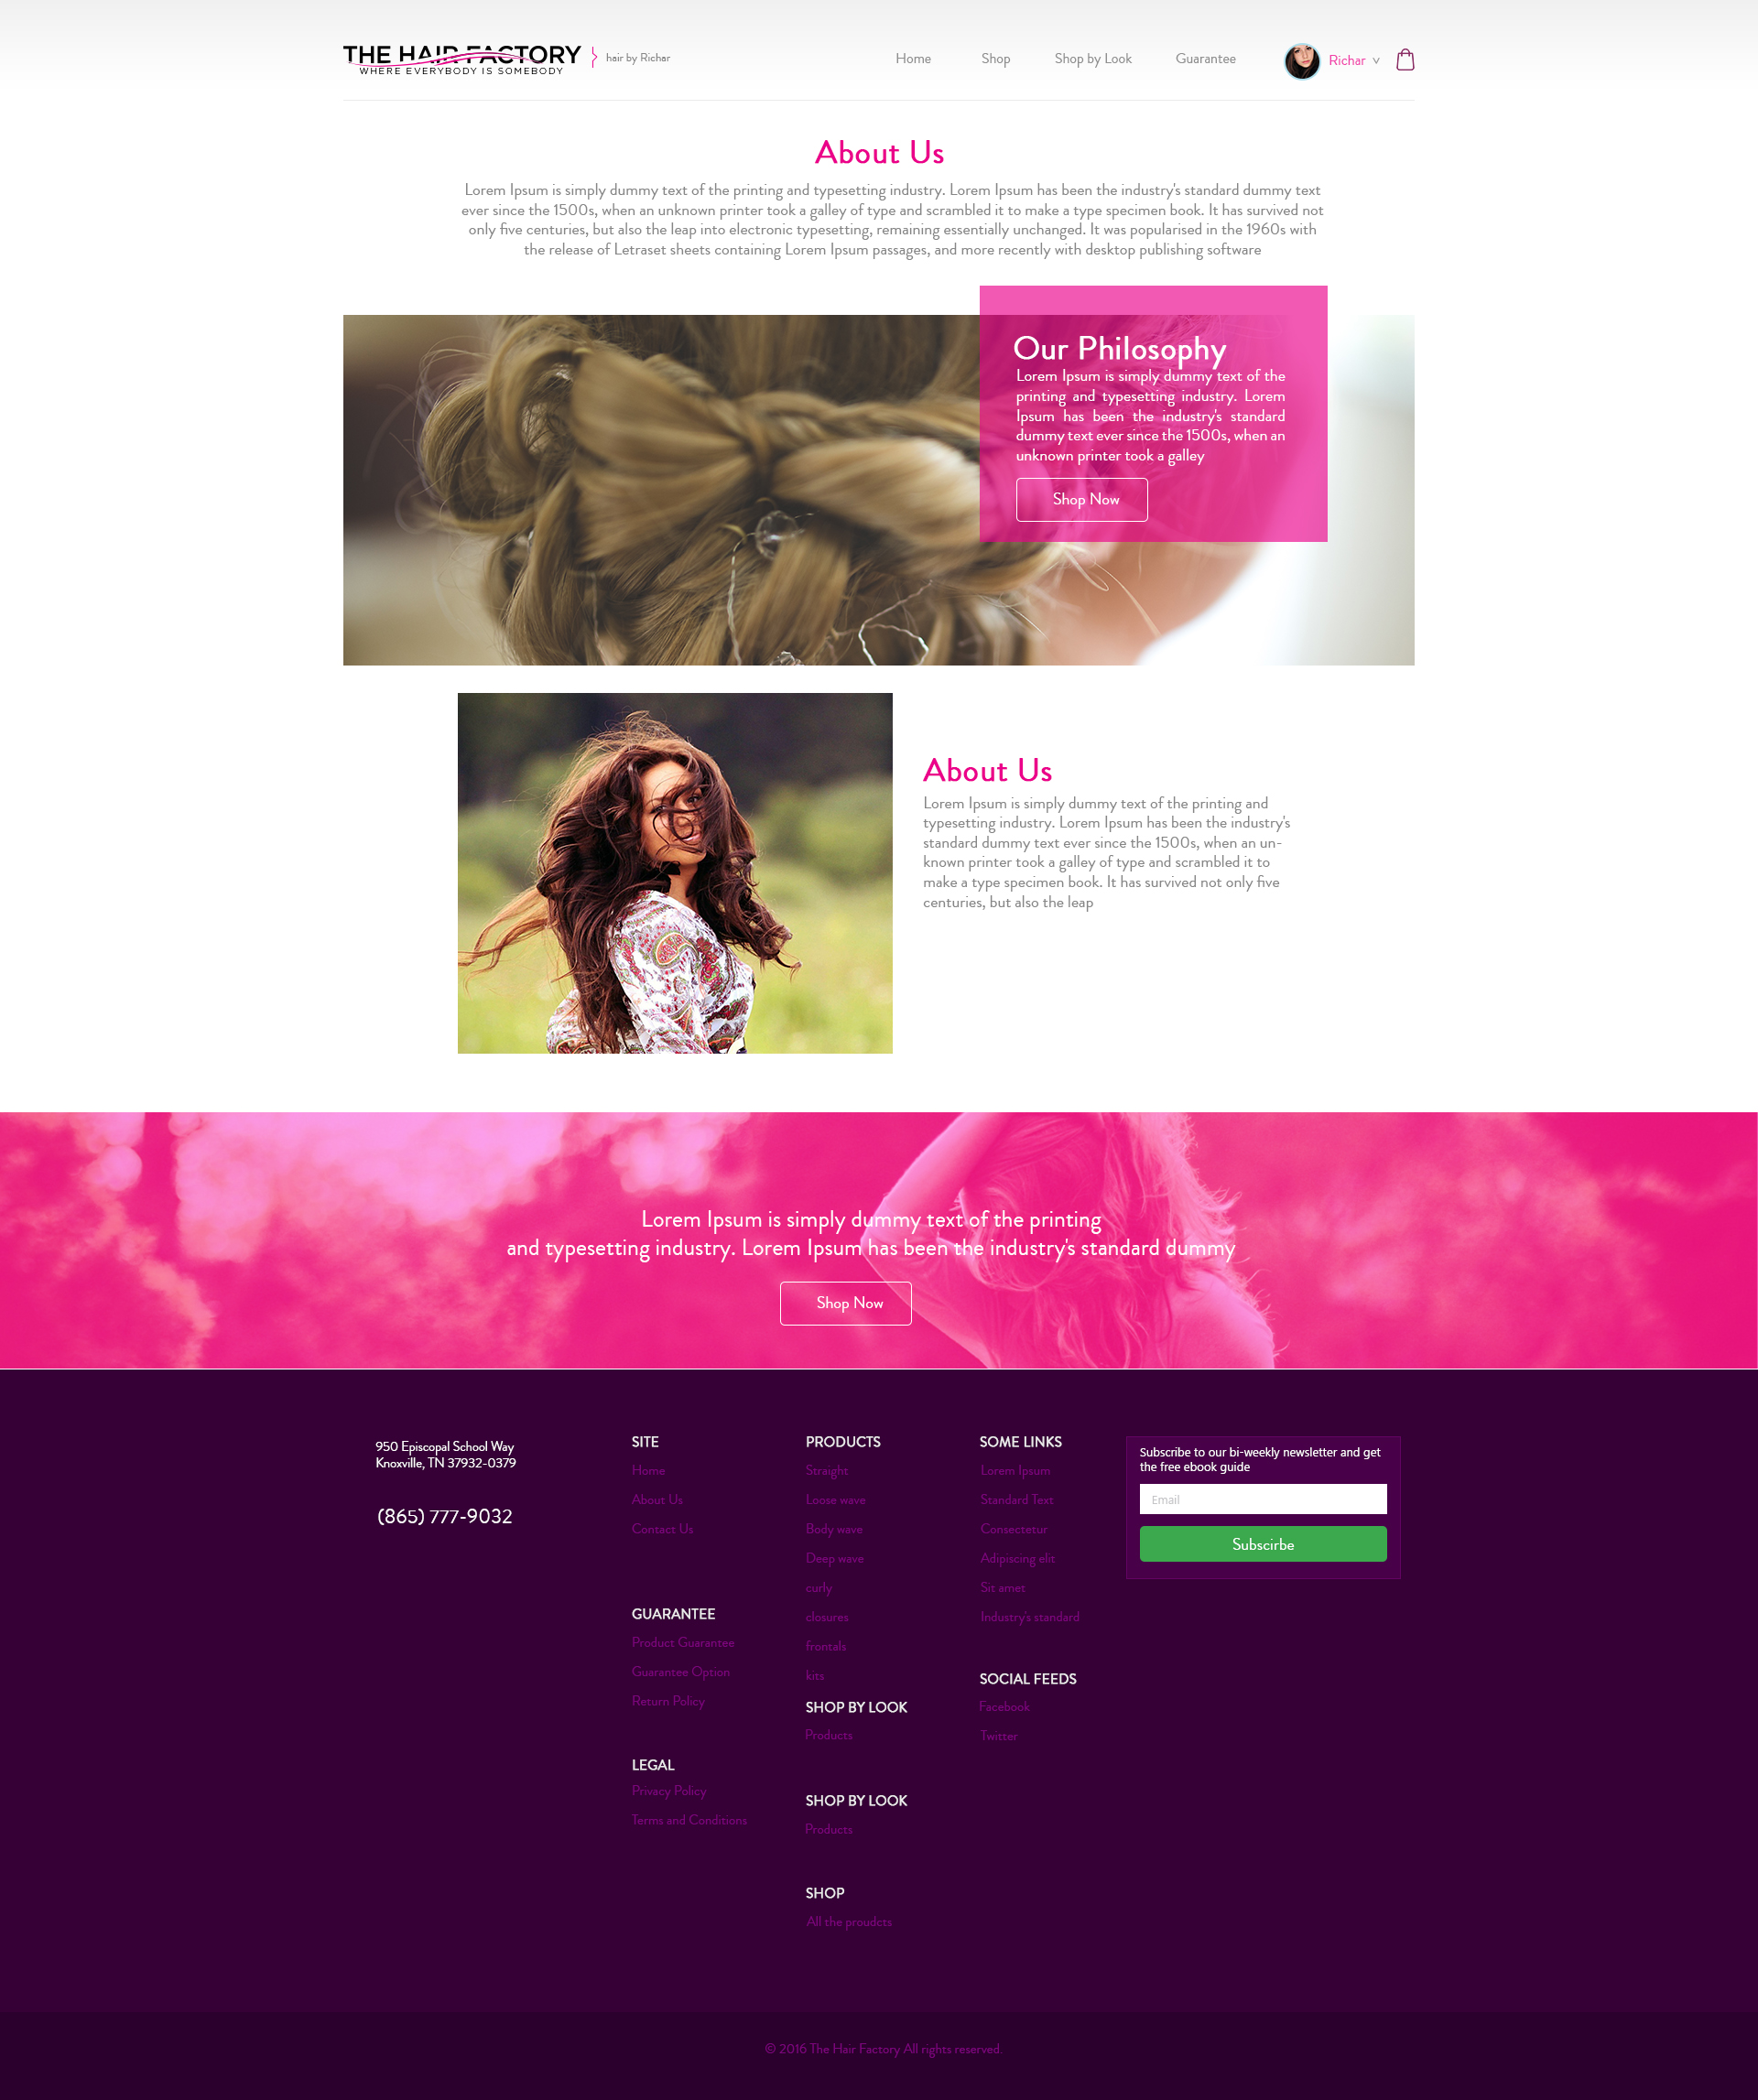 THE HAIR FACTORY
WHERE EVERYBODY IS SOMEBODY
hair by Richar
Home
Shop
Shop by Look
Guarantee
Richar
About Us
Lorem Ipsum is simply dummy text of the printing and typesetting industry. Lorem Ipsum has been the industry's standard dummy text
ever since the 1500s, when an unknown printer took a galley of type and scrambled it to make a type specimen book. It has survived not
only five centuries, but also the leap into electronic typesetting, remaining essentially unchanged. It was popularised in the 1960s with
the release of Letraset sheets containing Lorem Ipsum passages, and more recently with desktop publishing software
Our Philosophy
Lorem Ipsum is simply dummy text of the
printing and typesetting industry. Lorem
Ipsum has been the industry's standard
dummy text ever since the 1500s, when an
unknown printer took a galley
Shop Now
About Us
Lorem Ipsum is simply dummy text of the printing and
typesetting industry. Lorem Ipsum has been the industry's
standard dummy text ever since the 1500s, when an un-
known printer took a galley of type and scrambled it to
make a type specimen book. It has survived not only five
centuries, but also the leap
Lorem Ipsum is simply dummy text of the printing
and typesetting industry. Lorem Ipsum has been the industry's standard dummy
Shop Now
950 Episcopal School Way
Knoxville, TN 37932-0379
(865) 777-9032
SITE
Home
About Us
Contact Us
GUARANTEE
Product Guarantee
Guarantee Option
Return Policy
LEGAL
Privacy Policy
Terms and Conditions
PRODUCTS
Straight
Loose wave
Body wave
Deep wave
curly
closures
frontals
kits
SHOP BY LOOK
Products
SHOP BY LOOK
Products
SHOP
All the proudcts
SOME LINKS
Lorem Ipsum
Standard Text
Consectetur
Adipiscing elit
Sit amet
Industry's standard
SOCIAL FEEDS
Facebook
Twitter
Subscribe to our bi-weekly newsletter and get
the free ebook guide
Email
Subscirbe
© 2016 The Hair Factory All rights reserved.